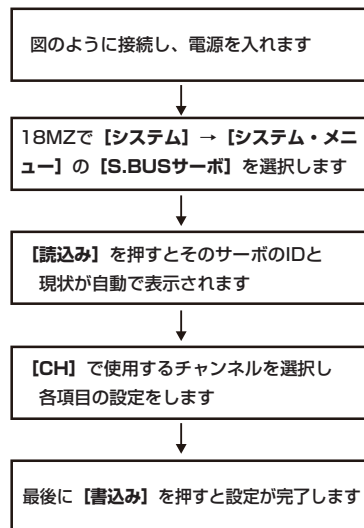 図のように接続し、電源を入れます
18MZで［システム］→［システム・メニ
ュー］の［S.BUSサーボ］を選択します
［読込み］を押すとそのサーボのIDと
現状が自動で表示されます
［CH］で使用するチャンネルを選択し
各項目の設定をします
最後に［書込み］を押すと設定が完了します